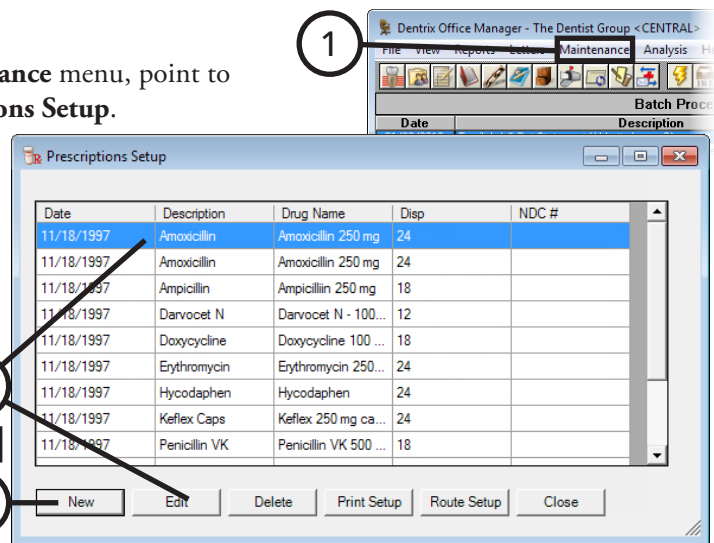 Dentrix Office Manager - The Dentist Group <CENTRAL>
1
File View Reports Letters Maintenance Analysis
ance menu, point to
ons Setup.
Batch Proce
Date Description
Prescriptions Setup
Date Description Drug Name Disp NDC #
11/18/1997 Amoxicillin Amoxicillin 250 mg 24
11/18/1997 Amoxicillin Amoxicillin 250 mg 24
11/18/1997 Ampicillin Ampicilliin 250 mg 18
11/18/1997 Darvocet N Darvocet N - 100... 12
11/18/1997 Doxycycline Doxycycline 100 ... 18
11/18/1997 Erythromycin Erythromycin 250... 24
11/18/1997 Hycodaphen Hycodaphen 24
11/18/1997 Keflex Caps Keflex 250 mg ca... 24
11/18/1997 Penicillin VK Penicillin VK 500 ... 18
New Edit Delete Print Setup Route Setup Close